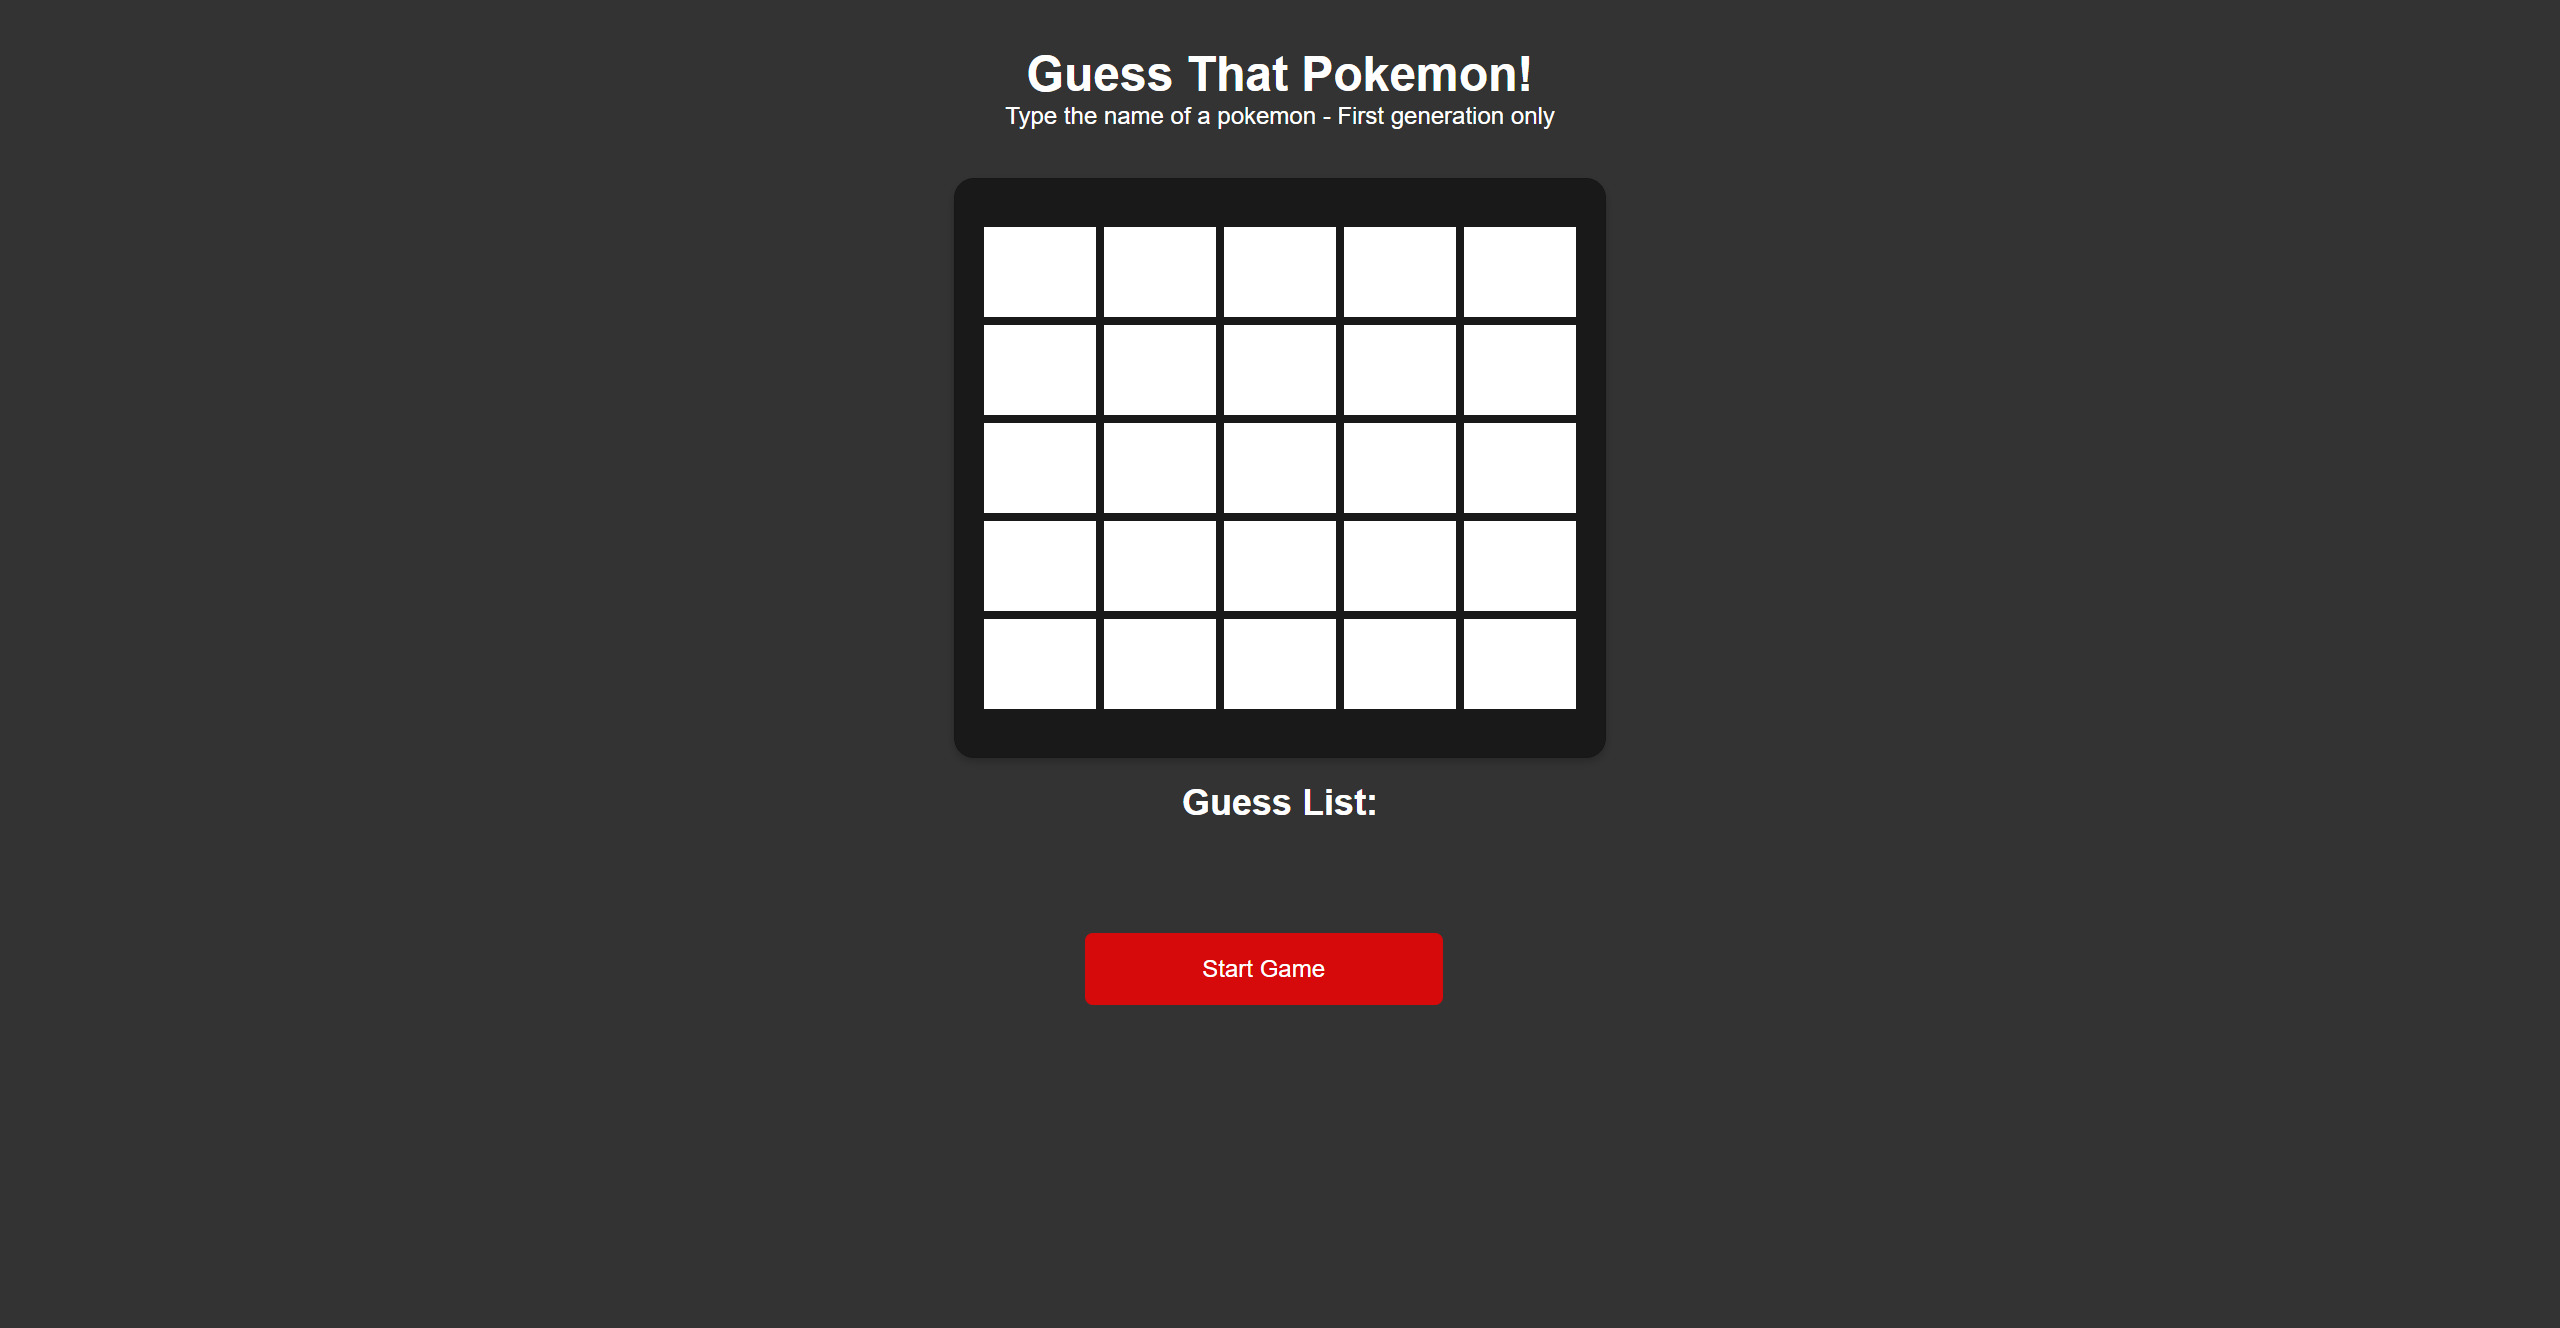 Guess That Pokemon!
Type the name of a pokemon - First generation only
Guess List:
Start Game